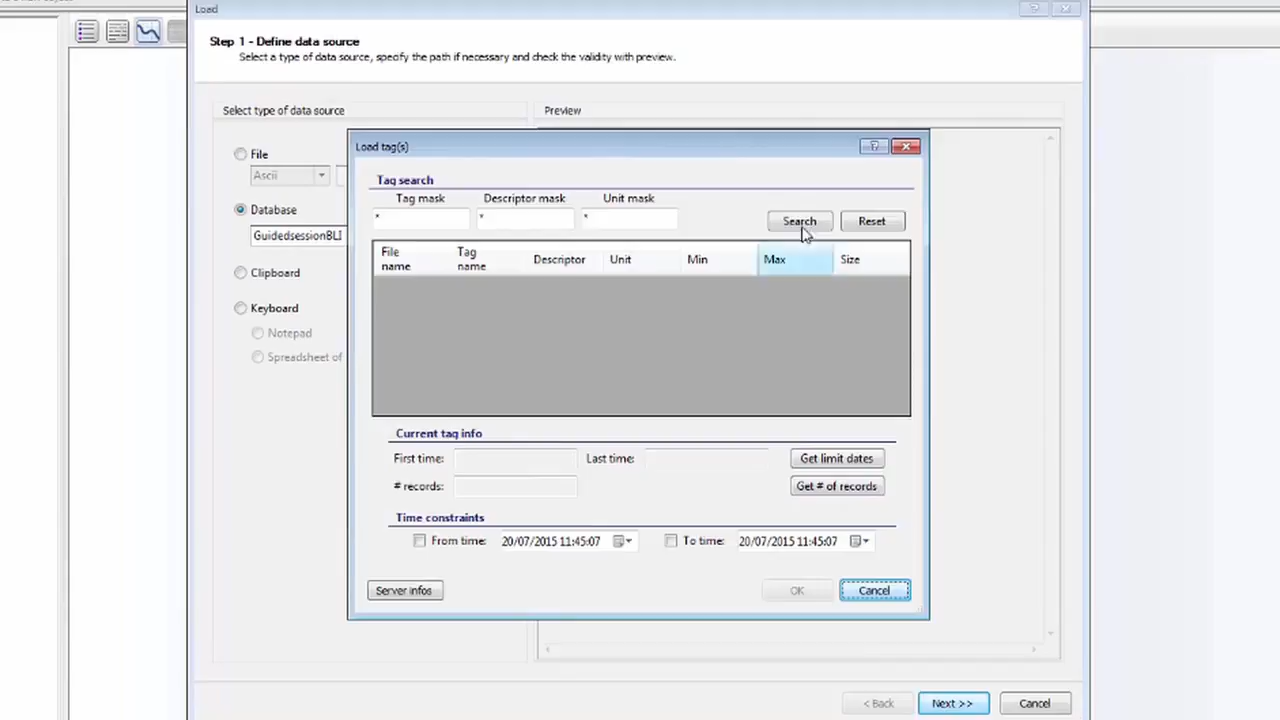 Load
Step 1 - Define data source
Select a type of data source, specify the path if necessary and check the validity with preview.
Select type of data source
Preview
File
Ascii
Database
GuidedsessionBLI
Clipboard
Keyboard
Notepad
Spreadsheet of
Load tag(s)
Tag search
Tag mask Descriptor mask Unit mask
* * * Search Reset
File name Tag name Descriptor Unit Min Max Size
Current tag info
First time: Last time: Get limit dates
# records: Get # of records
Time constraints
From time: 20/07/2015 11:45:07 To time: 20/07/2015 11:45:07
Server infos OK Cancel
< Back Next >> Cancel